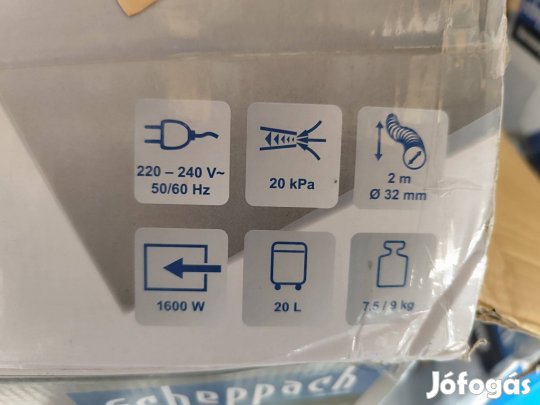 220 – 240 V~
50/60 Hz
20 kPa
2 m
Ø 32 mm
1600 W
20 L
7.5 / 9 kg
scheppach
Jófogás